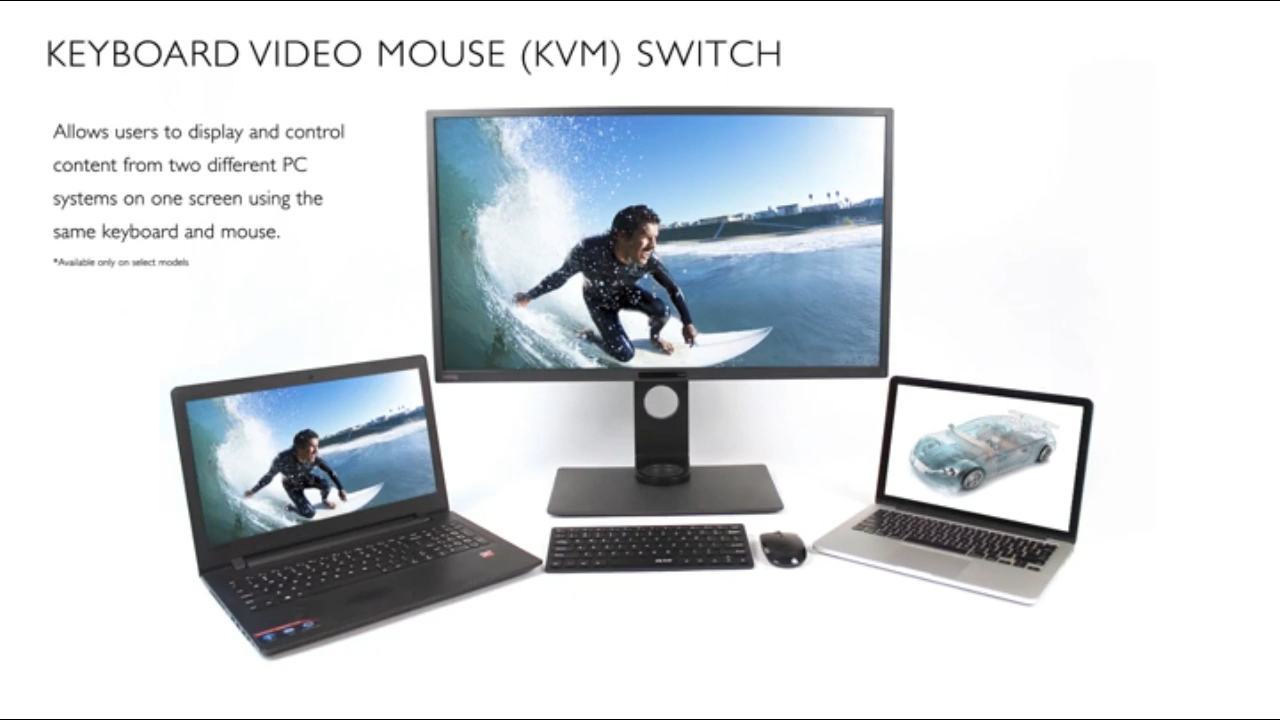 KEYBOARD VIDEO MOUSE (KVM) SWITCH
Allows users to display and control
content from two different PC
systems on one screen using the
same keyboard and mouse.
*Available only on select models